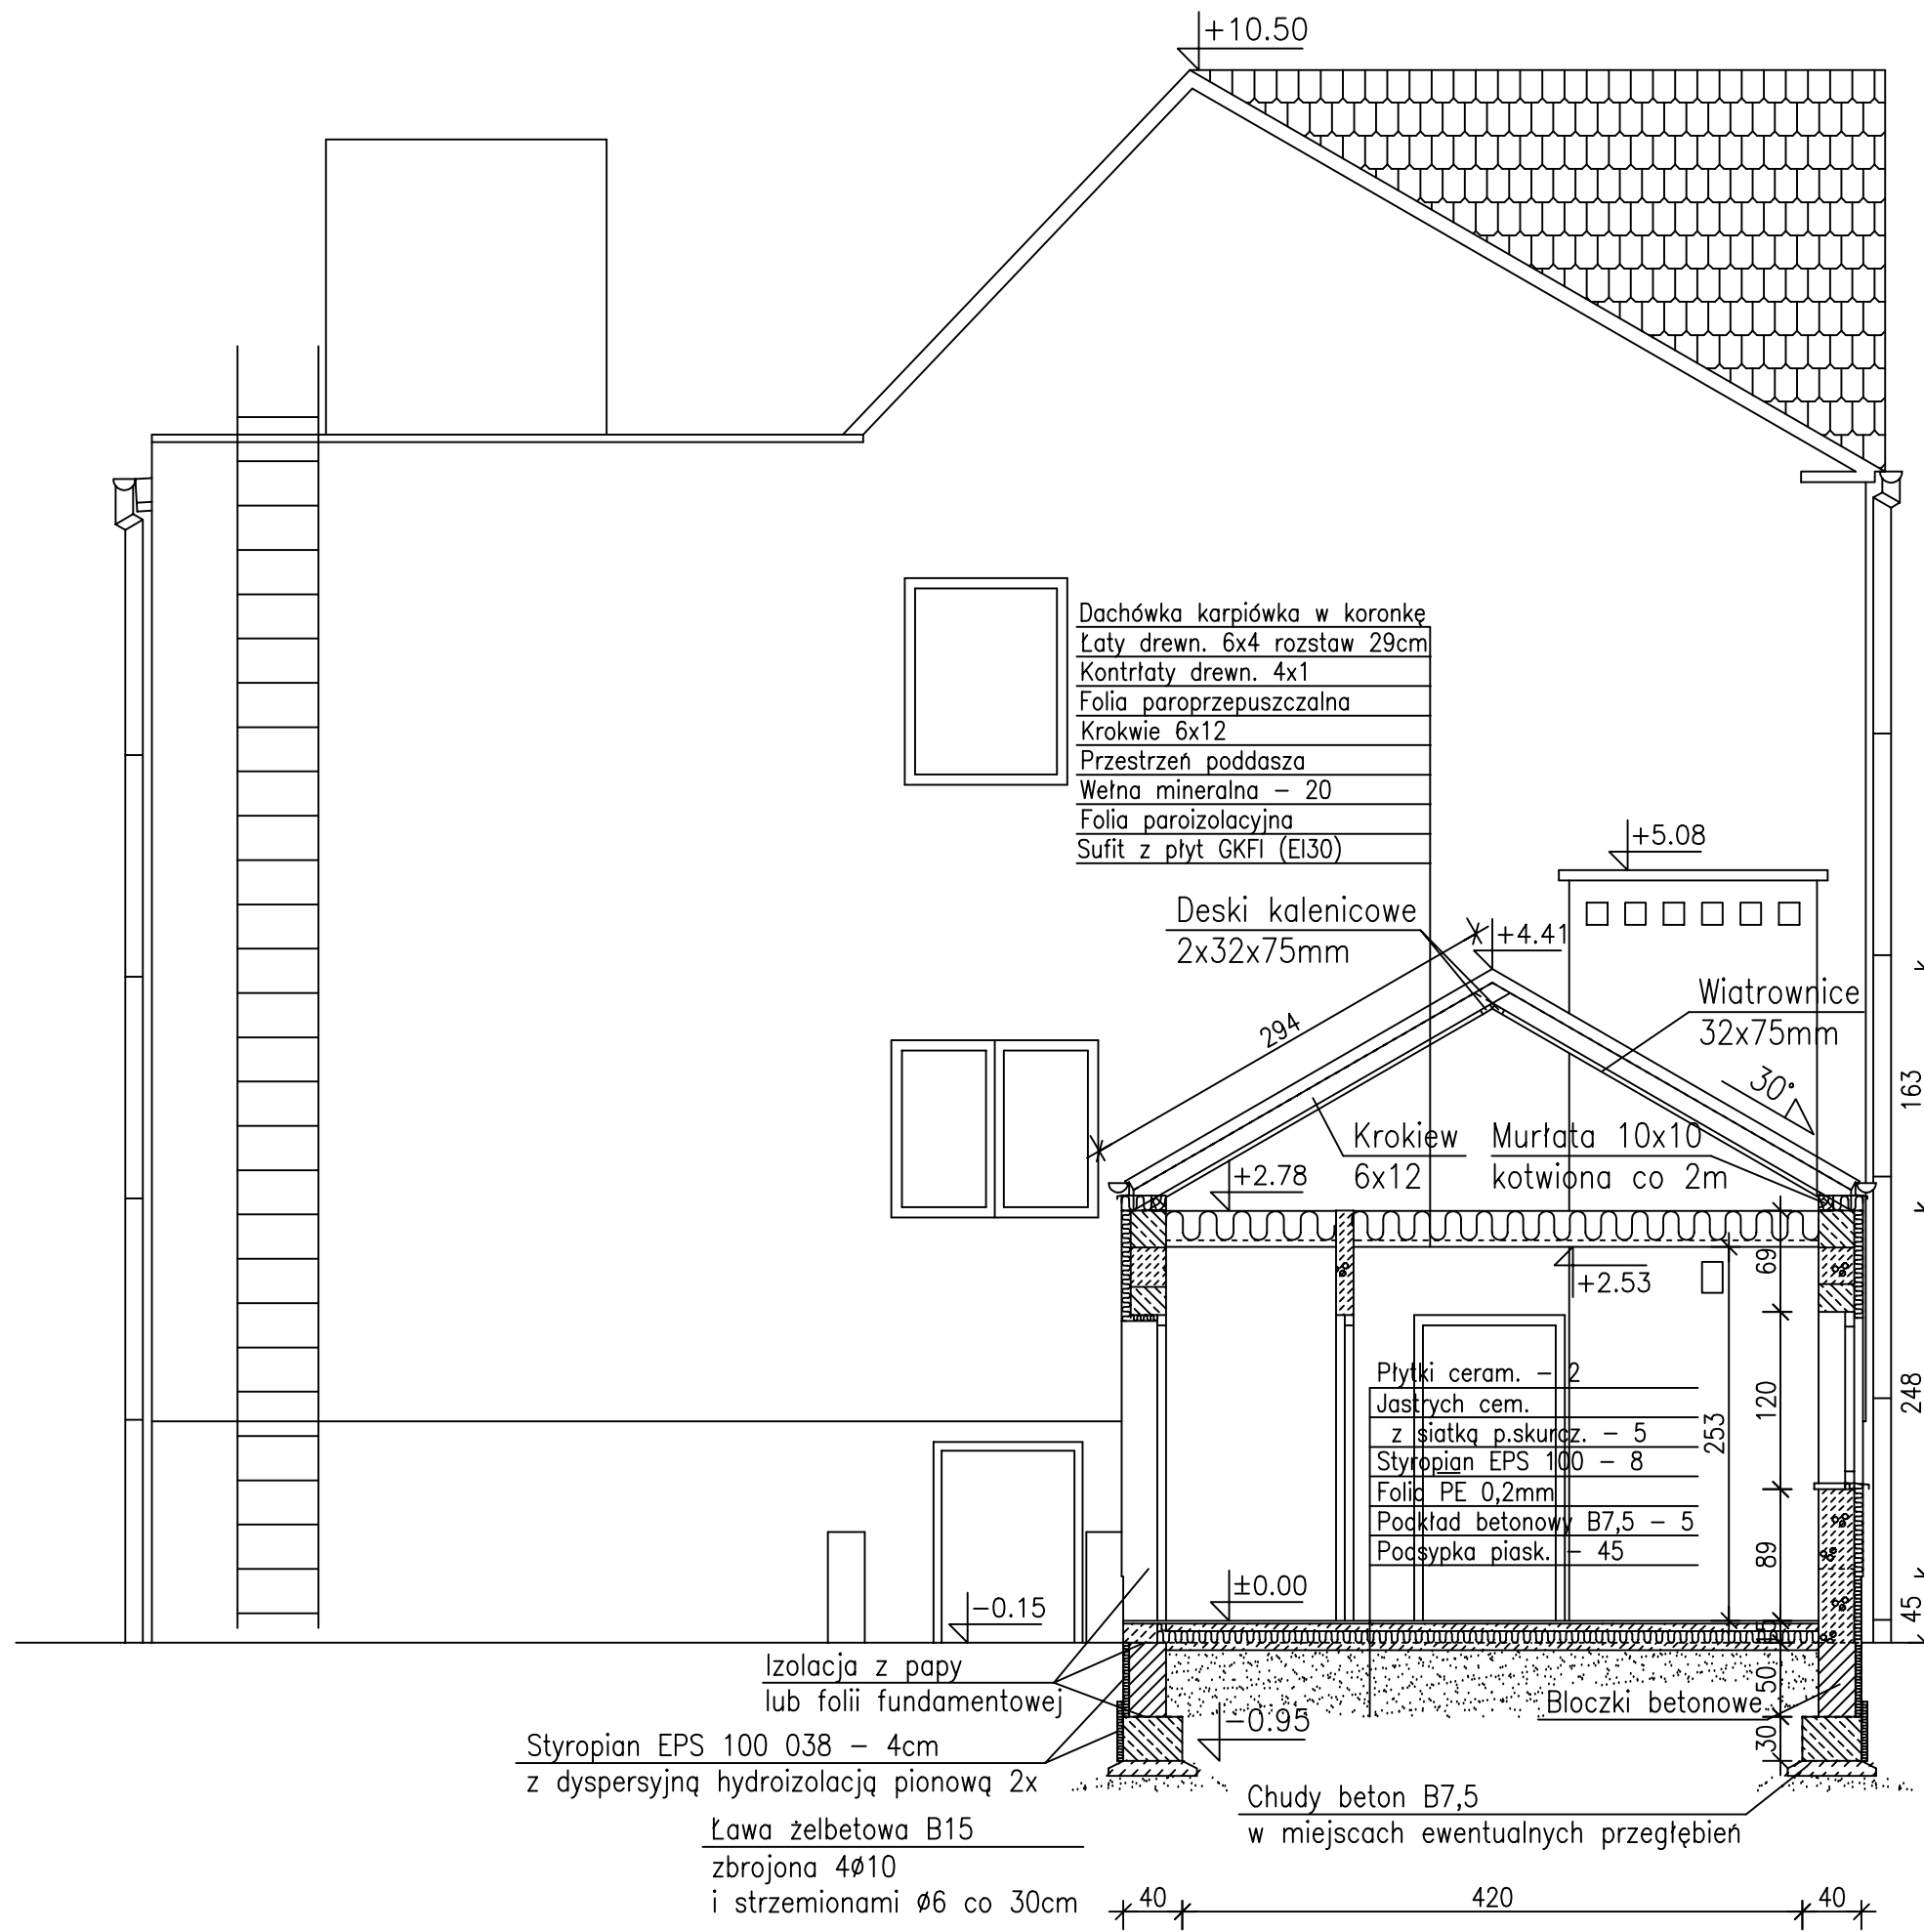 +10.50
Dachówka karpiówka w koronkę
Łaty drewn. 6x4 rozstaw 29cm
Kontrłaty drewn. 4x1
Folia paroprzepuszczalna
Krokwie 6x12
Przestrzeń poddasza
Wełna mineralna – 20
Folia paroizolacyjna
Sufit z płyt GKFI (EI30)
+5.08
Deski kalenicowe
2x32x75mm
+4.41
Wiatrownice
32x75mm
294
30°
163
Krokiew
6x12
Murłata 10x10
kotwiona co 2m
+2.78
+2.53
69
Płytki ceram. – 2
Jastrych cem.
z siatką p.skurcz. – 5
Styropian EPS 100 – 8
Folia PE 0,2mm
Podkład betonowy B7,5 – 5
Podsypka piask. – 45
253
120
248
89
±0.00
-0.15
45
15
Izolacja z papy
lub folii fundamentowej
50
Bloczki betonowe
-0.95
30
Styropian EPS 100 038 – 4cm
z dyspersyjną hydroizolacją pionową 2x
Chudy beton B7,5
w miejscach ewentualnych przegłębień
Ława żelbetowa B15
zbrojona 4ø10
i strzemionami ø6 co 30cm
40
420
40